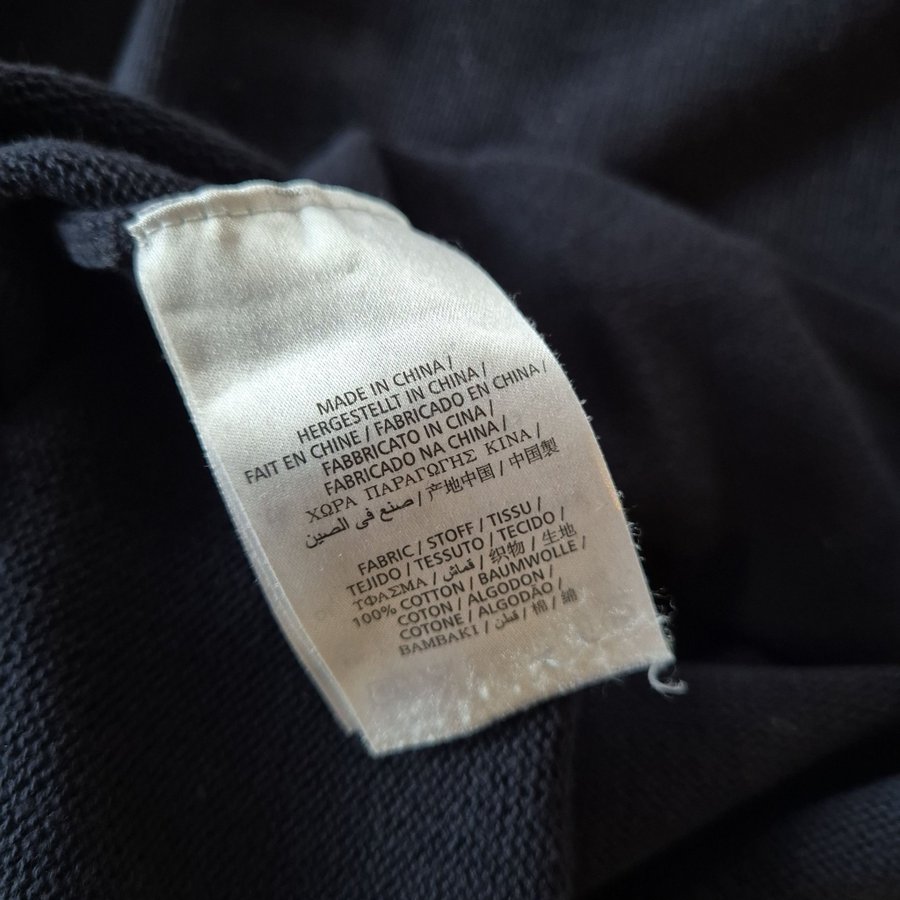 MADE IN CHINA /
HERGESTELLT IN CHINA /
FAIT EN CHINE / FABRICADO EN CHINA /
FABBRICATO IN CINA /
FABRICADO NA CHINA /
ΧΩΡΑ ΠΑΡΑΓΩΓΗΣ ΚΙΝΑ /
صنع في الصين / 产地中国 / 中国製
FABRIC / STOFF / TISSU /
TEJIDO / TESSUTO / TECIDO /
ΤΦΑΣΜΑ / قماش / 织物 / 生地
100% COTTON / BAUMWOLLE /
COTON / ALGODON /
COTONE / ALGODÃO /
ΒΑΜΒΑΚΙ / قطن / 棉 / 綿